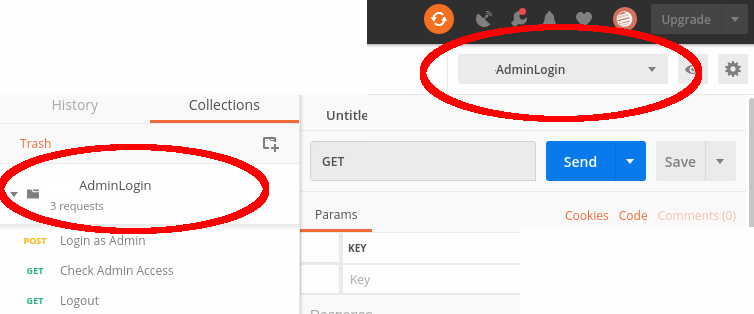 Upgrade
AdminLogin
History Collections
Untitle
Trash
GET Send Save
AdminLogin
3 requests
Params Cookies Code Comments (0)
POST Login as Admin
KEY
GET Check Admin Access
Key
GET Logout
Response